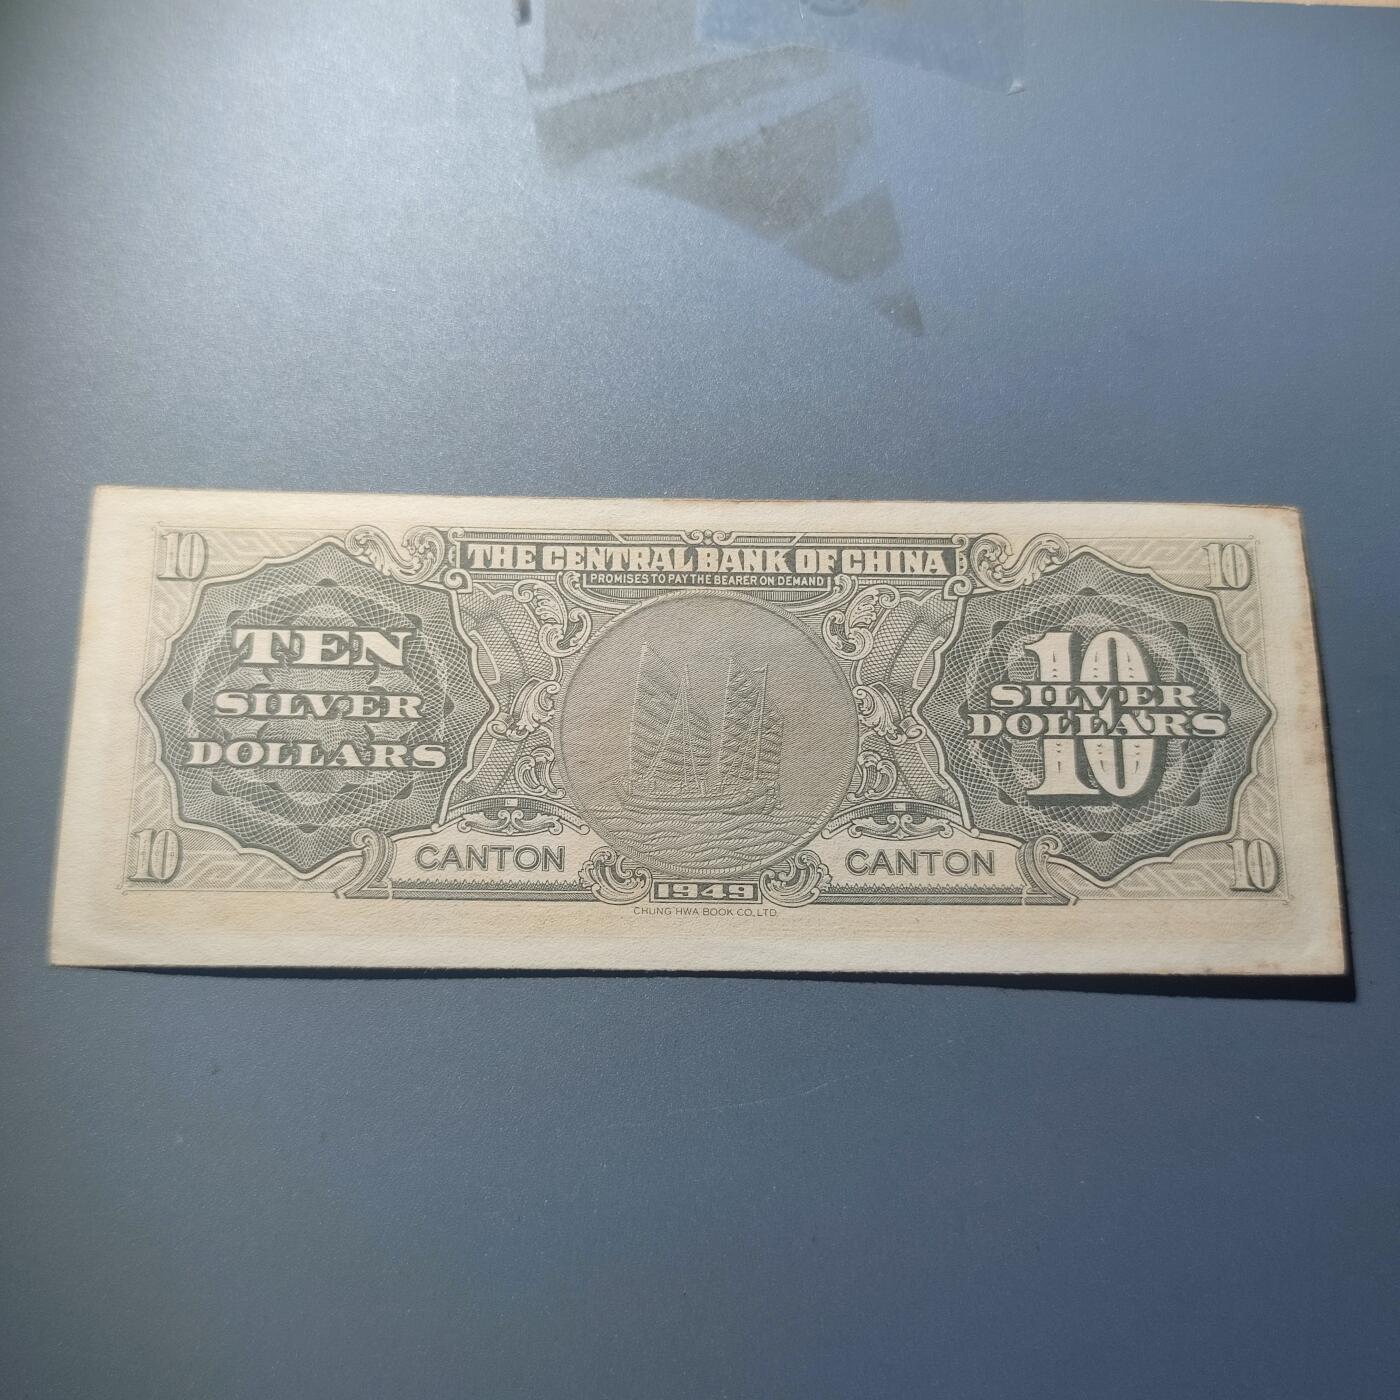 10 THE CENTRAL BANK OF CHINA 10
PROMISES TO PAY THE BEARER ON DEMAND
TEN
SILVER
DOLLARS
10
SILVER
DOLLARS
10
10 CANTON CANTON 10
1949
CHUNG HWA BOOK CO., LTD.